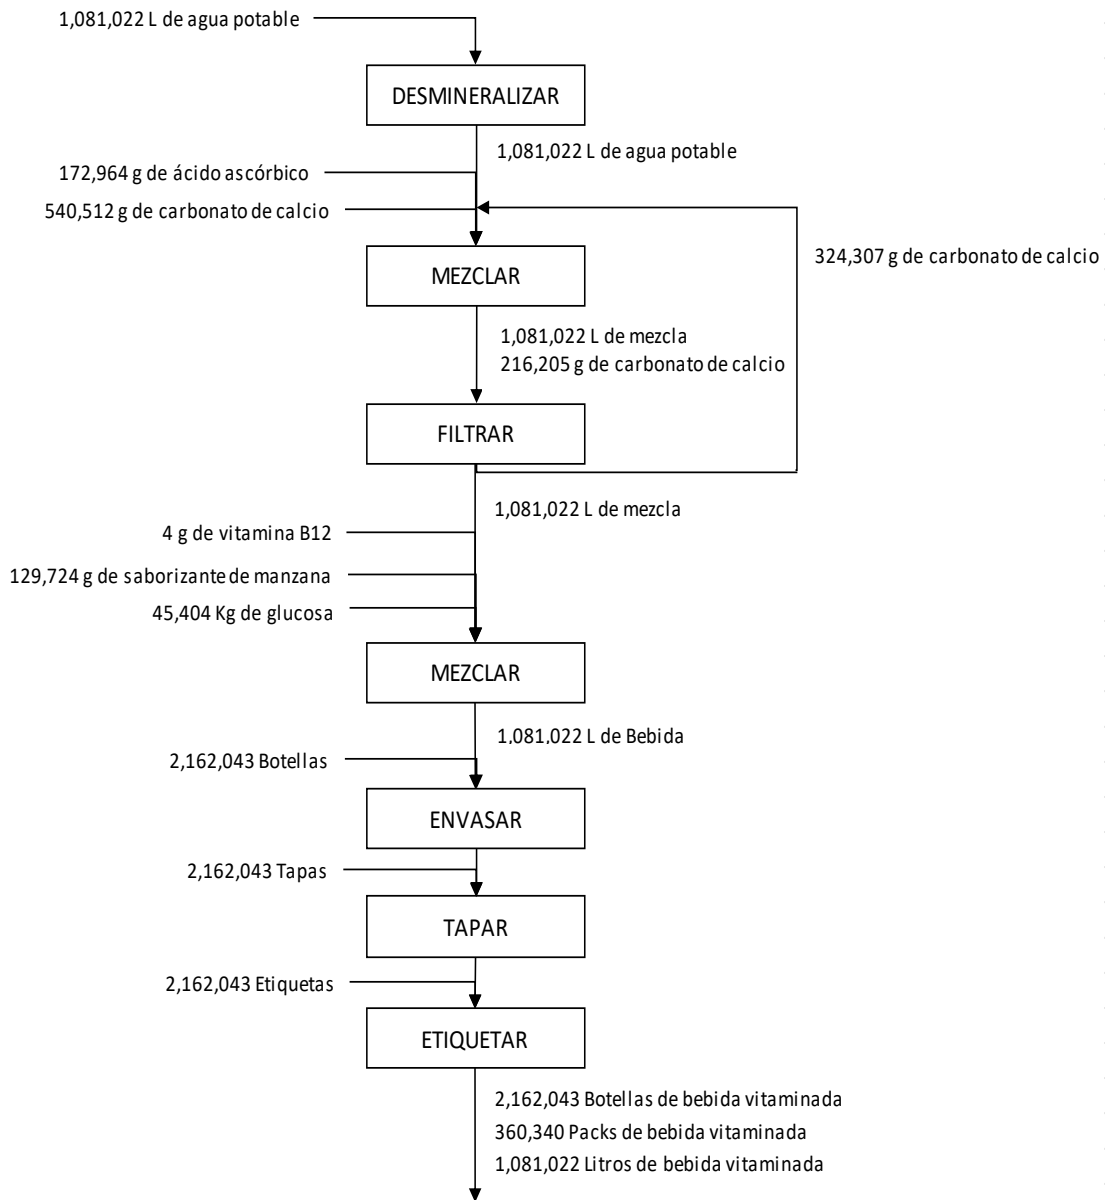 1,081,022 L de agua potable
DESMINERALIZAR
1,081,022 L de agua potable
172,964 g de ácido ascórbico
540,512 g de carbonato de calcio
324,307 g de carbonato de calcio
MEZCLAR
1,081,022 L de mezcla
216,205 g de carbonato de calcio
FILTRAR
1,081,022 L de mezcla
4 g de vitamina B12
129,724 g de saborizante de manzana
45,404 Kg de glucosa
MEZCLAR
1,081,022 L de Bebida
2,162,043 Botellas
ENVASAR
2,162,043 Tapas
TAPAR
2,162,043 Etiquetas
ETIQUETAR
2,162,043 Botellas de bebida vitaminada
360,340 Packs de bebida vitaminada
1,081,022 Litros de bebida vitaminada